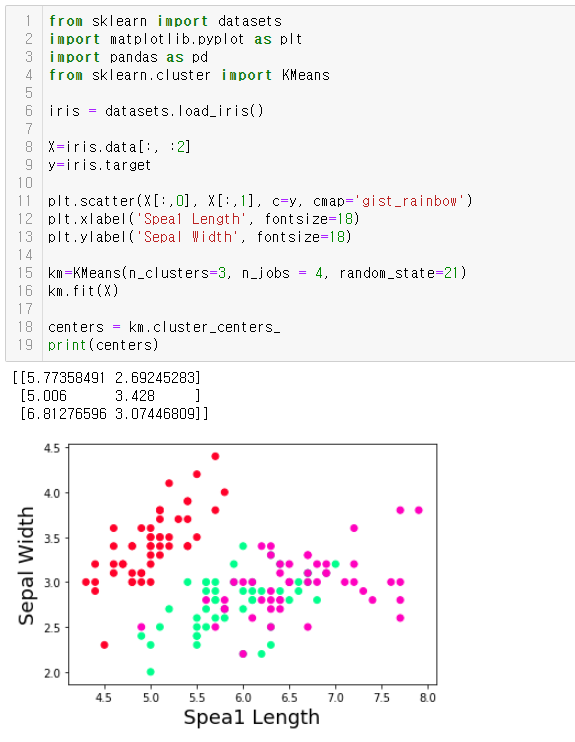 1 from sklearn import datasets
2 import matplotlib.pyplot as plt
3 import pandas as pd
4 from sklearn.cluster import KMeans
5
6 iris = datasets.load_iris()
7
8 X=iris.data[:, :2]
9 y=iris.target
10
11 plt.scatter(X[:,0], X[:,1], c=y, cmap='gist_rainbow')
12 plt.xlabel('Spea1 Length', fontsize=18)
13 plt.ylabel('Sepal Width', fontsize=18)
14
15 km=KMeans(n_clusters=3, n_jobs = 4, random_state=21)
16 km.fit(X)
17
18 centers = km.cluster_centers_
19 print(centers)
[[5.77358491 2.69245283]
[5.006      3.428     ]
[6.81276596 3.07446809]]
4.5
4.0
3.5
3.0
2.5
2.0
Sepal Width
4.5 5.0 5.5 6.0 6.5 7.0 7.5 8.0
Spea1 Length